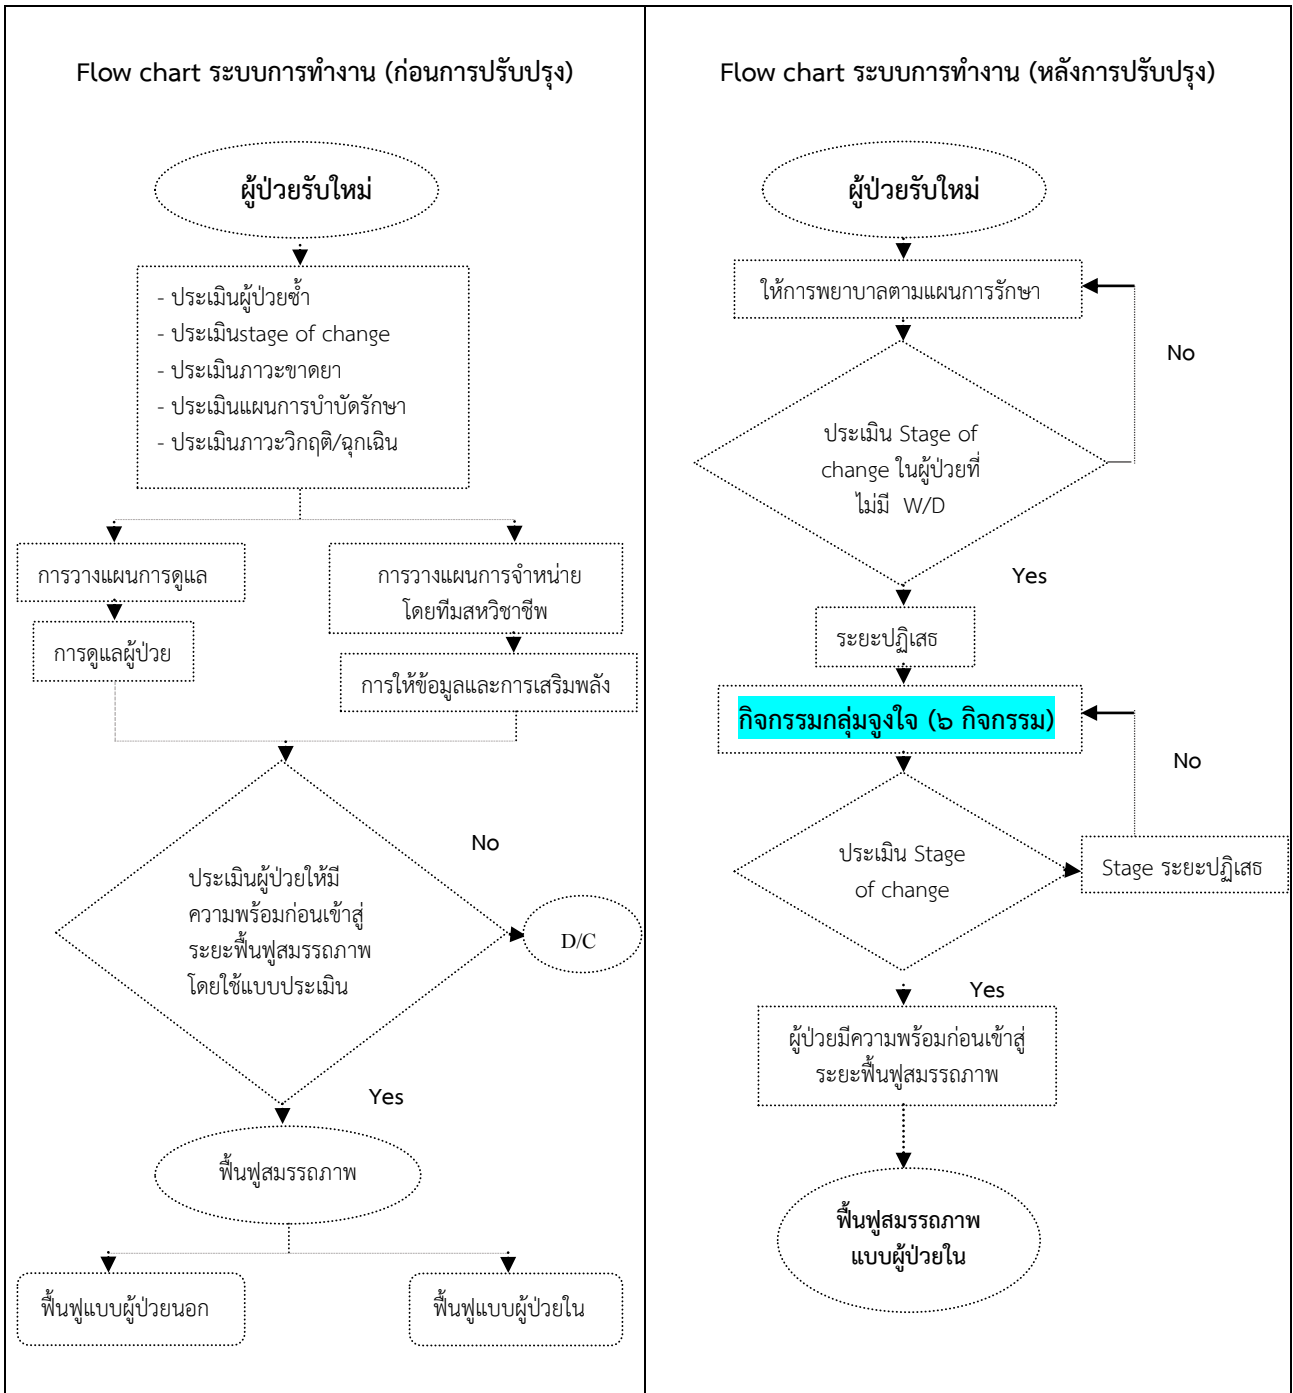 Flow chart ระบบการทำงาน (ก่อนการปรับปรุง)
ผู้ป่วยรับใหม่
- ประเมินผู้ป่วยซ้ำ
- ประเมินstage of change
- ประเมินภาวะขาดยา
- ประเมินแผนการบำบัดรักษา
- ประเมินภาวะวิกฤติ/ฉุกเฉิน
การวางแผนการดูแล
การวางแผนการจำหน่าย
โดยทีมสหวิชาชีพ
การดูแลผู้ป่วย
การให้ข้อมูลและการเสริมพลัง
No
ประเมินผู้ป่วยให้มี
ความพร้อมก่อนเข้าสู่
ระยะฟื้นฟูสมรรถภาพ
โดยใช้แบบประเมิน
D/C
Yes
ฟื้นฟูสมรรถภาพ
ฟื้นฟูแบบผู้ป่วยนอก
ฟื้นฟูแบบผู้ป่วยใน
Flow chart ระบบการทำงาน (หลังการปรับปรุง)
ผู้ป่วยรับใหม่
ให้การพยาบาลตามแผนการรักษา
No
ประเมิน Stage of
change ในผู้ป่วยที่
ไม่มี W/D
Yes
ระยะปฏิเสธ
กิจกรรมกลุ่มจูงใจ (๖ กิจกรรม)
No
ประเมิน Stage
of change
Stage ระยะปฏิเสธ
Yes
ผู้ป่วยมีความพร้อมก่อนเข้าสู่
ระยะฟื้นฟูสมรรถภาพ
ฟื้นฟูสมรรถภาพ
แบบผู้ป่วยใน